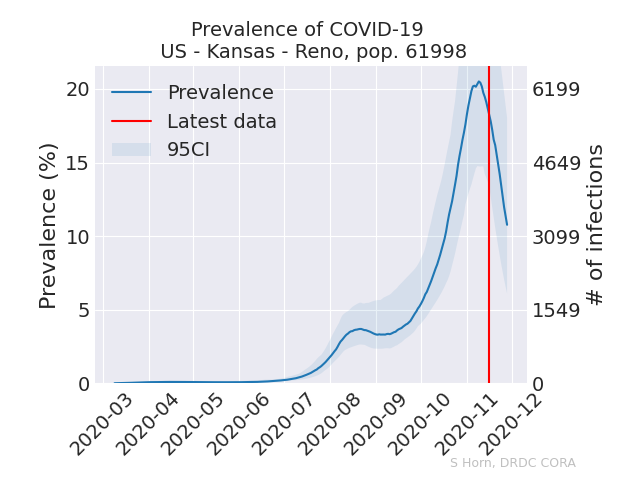 Prevalence of COVID-19
US - Kansas - Reno, pop. 61998
Prevalence
Latest data
95CI
Prevalence (%)
20
15
10
5
0
6199
4649
3099
1549
0
# of infections
2020-03
2020-04
2020-05
2020-06
2020-07
2020-08
2020-09
2020-10
2020-11
2020-12
S Horn, DRDC CORA